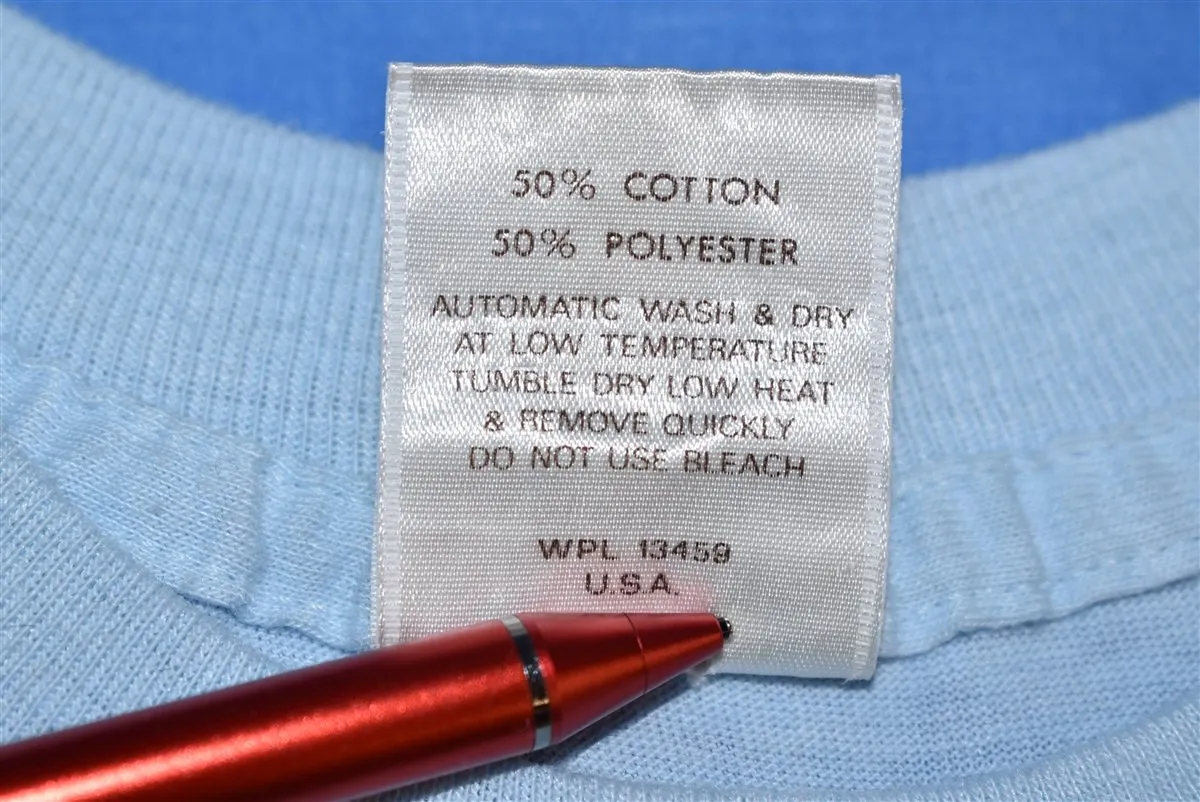 50% COTTON
50% POLYESTER
AUTOMATIC WASH & DRY
AT LOW TEMPERATURE
TUMBLE DRY LOW HEAT
& REMOVE QUICKLY
DO NOT USE BLEACH
WPL 13459
U.S.A.